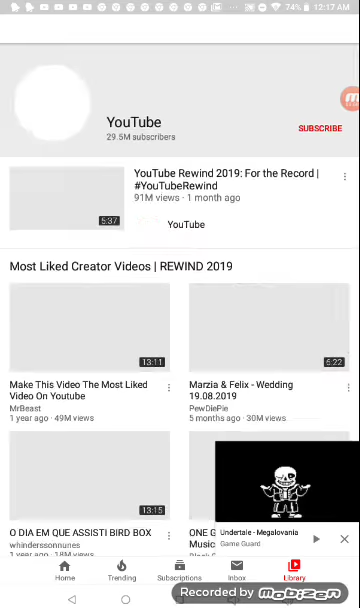 74% 12:17 AM
YouTube
29.5M subscribers
SUBSCRIBE
YouTube Rewind 2019: For the Record |
#YouTubeRewind
91M views · 1 month ago
5:37
YouTube
Most Liked Creator Videos | REWIND 2019
13:11
6:22
Make This Video The Most Liked
Video On Youtube
MrBeast
1 year ago · 49M views
Marzia & Felix - Wedding
19.08.2019
PewDiePie
5 months ago · 30M views
13:15
O DIA EM QUE ASSISTI BIRD BOX
whinderssonnunes
1 year ago · 18M views
ONE G
Music
Undertale - Megalovania
Game Guard
Home
Trending
Subscriptions
Inbox
Library
Recorded by Mobizen